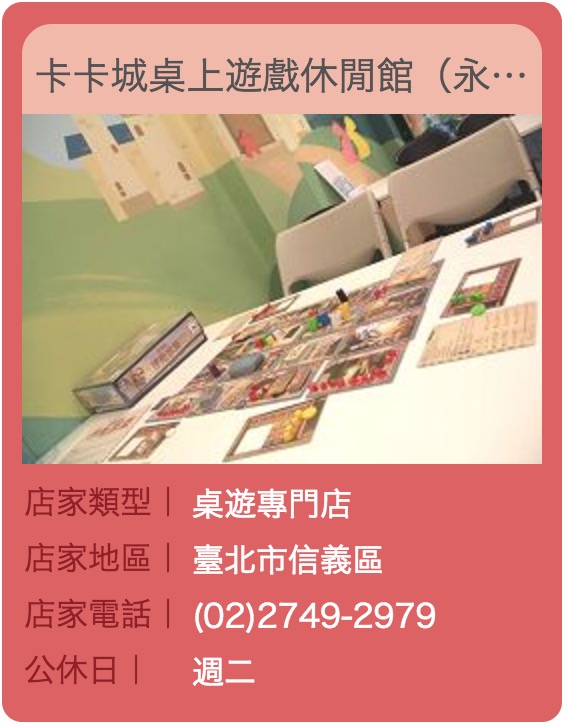 卡卡城桌上遊戲休閒館（永…
店家類型｜ 桌遊專門店
店家地區｜ 臺北市信義區
店家電話｜ (02)2749-2979
公休日｜ 週二